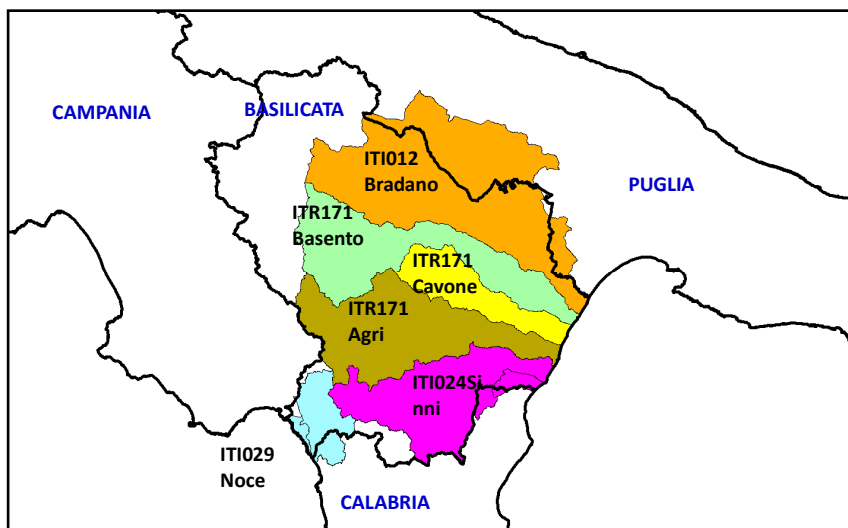 CAMPANIA
BASILICATA
ITI012
Bradano
PUGLIA
ITR171
Basento
ITR171
Cavone
ITR171
Agri
ITI024Si
nni
ITI029
Noce
CALABRIA